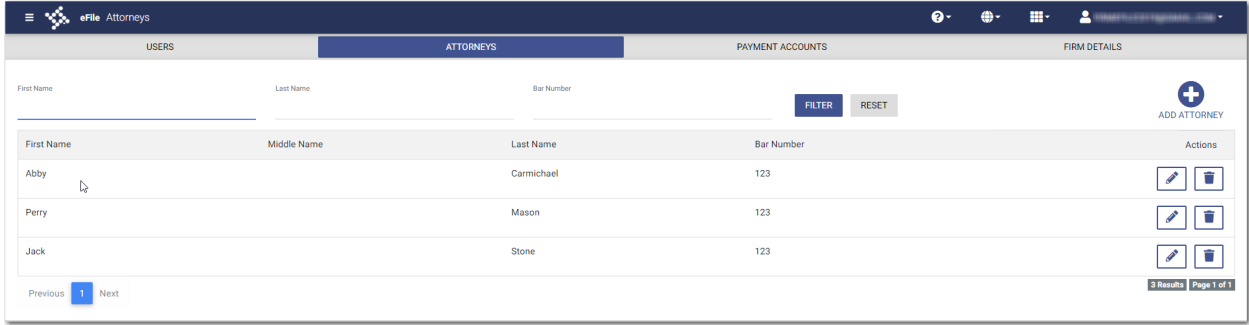 eFile Attorneys
USERS ATTORNEYS PAYMENT ACCOUNTS FIRM DETAILS
First Name Last Name Bar Number
FILTER RESET
ADD ATTORNEY
First Name Middle Name Last Name Bar Number Actions
Abby Carmichael 123
Perry Mason 123
Jack Stone 123
Previous 1 Next
3 Results Page 1 of 1